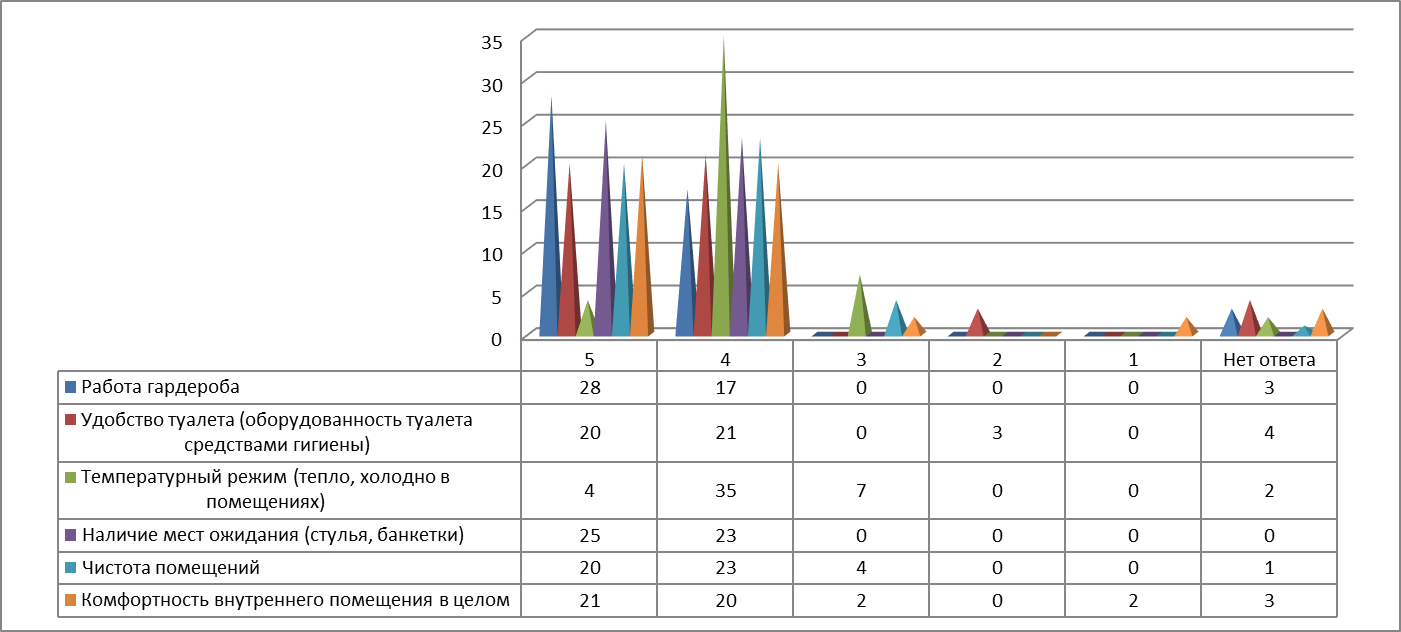 35
30
25
20
15
10
5
0
5 4 3 2 1 Нет ответа
Работа гардероба 28 17 0 0 0 3
Удобство туалета (оборудованность туалета
средствами гигиены) 20 21 0 3 0 4
Температурный режим (тепло, холодно в
помещениях) 4 35 7 0 0 2
Наличие мест ожидания (стулья, банкетки) 25 23 0 0 0 0
Чистота помещений 20 23 4 0 0 1
Комфортность внутреннего помещения в целом 21 20 2 0 2 3